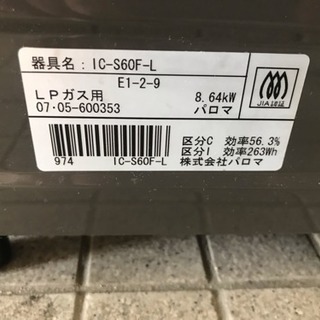 器具名：IC-S60F-L
E1-2-9
LPガス用 8.64kW
07･05-600353 パロマ
JIA認証
区分C 効率56.3%
区分I 効率263Wh
974 IC-S60F-L 株式会社パロマ